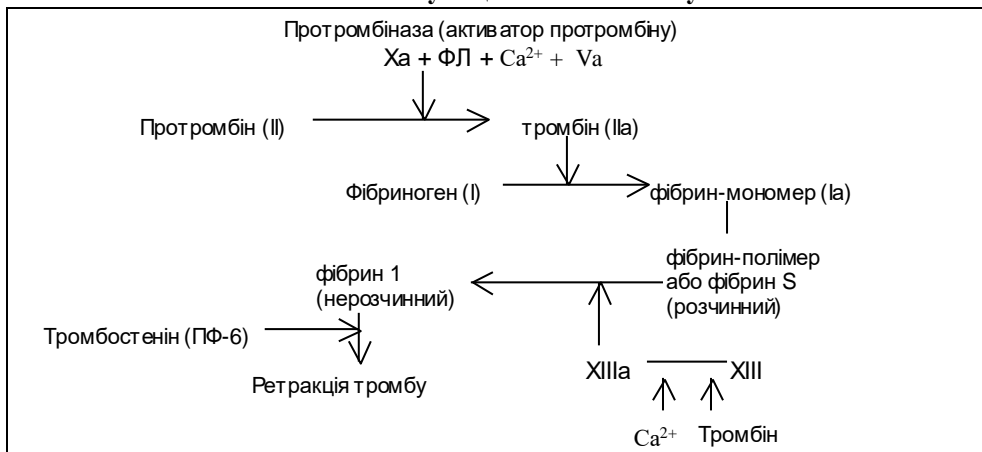 Протромбіназа (активатор протромбіну)
Xa + ФЛ + Ca²⁺ + Va
Протромбін (II)
тромбін (IIa)
Фібриноген (I)
фібрин-мономер (Ia)
фібрин-полімер
або фібрин S
(розчинний)
фібрин 1
(нерозчинний)
Тромбостенін (ПФ-6)
Ретракція тромбу
XIIIa
XIII
Ca²⁺
Тромбін